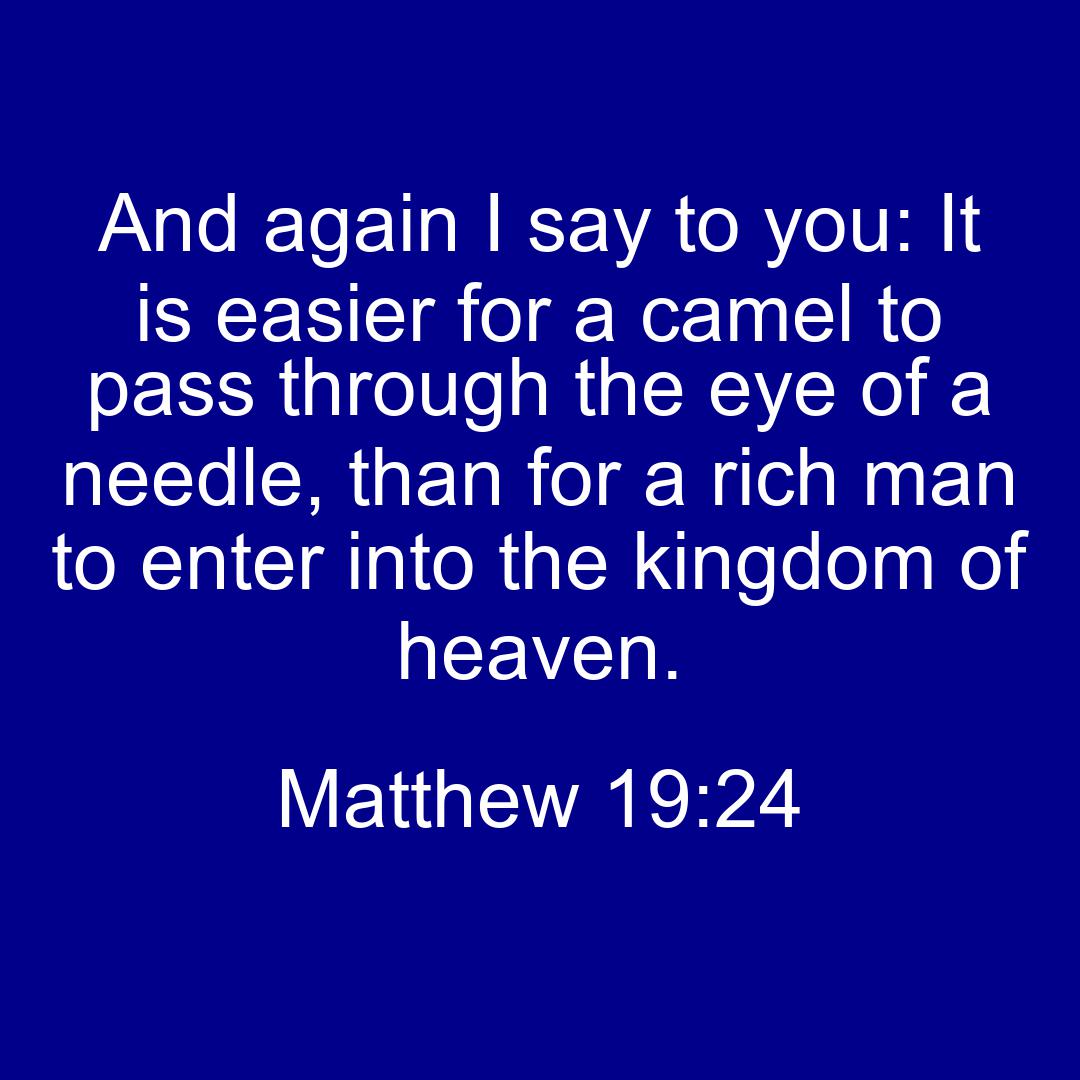 And again I say to you: It
is easier for a camel to
pass through the eye of a
needle, than for a rich man
to enter into the kingdom of
heaven.
Matthew 19:24